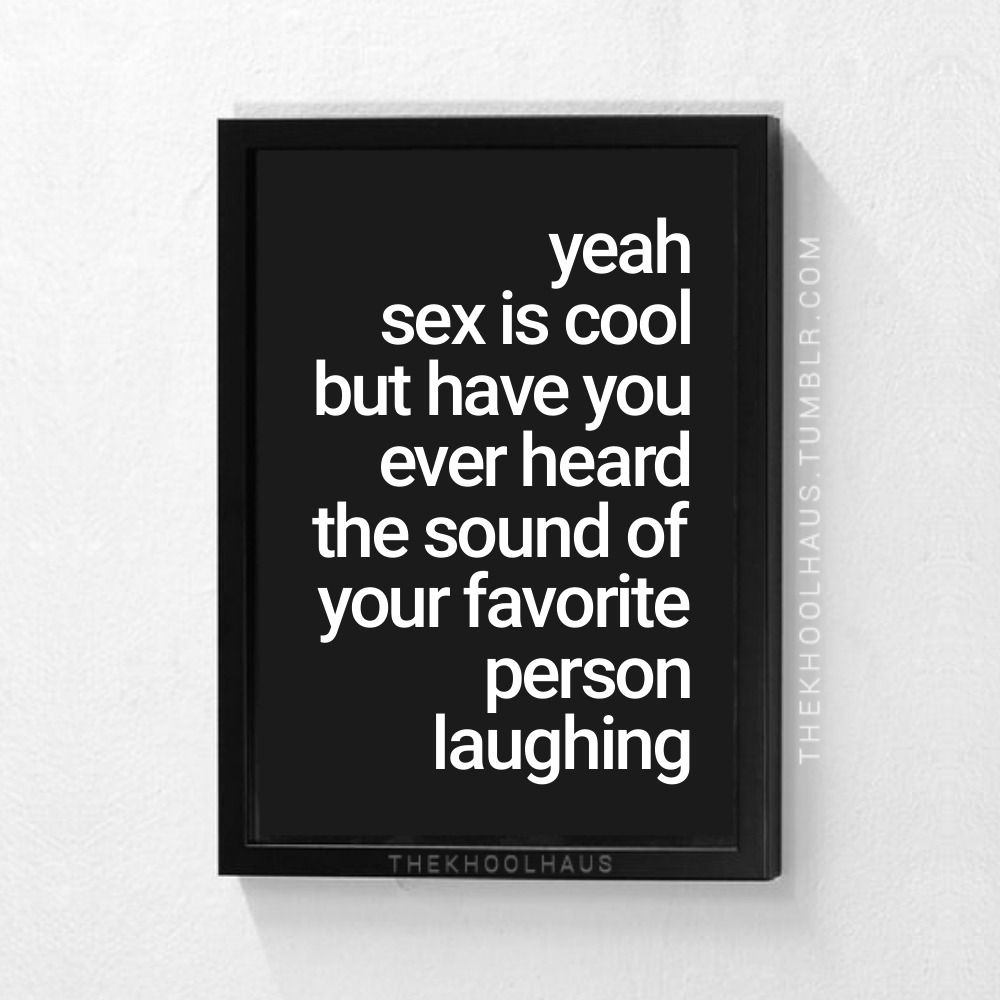 yeah
sex is cool
but have you
ever heard
the sound of
your favorite
person
laughing
THEKHOOLHAUS
THEKHOOLHAUS.TUMBLR.COM